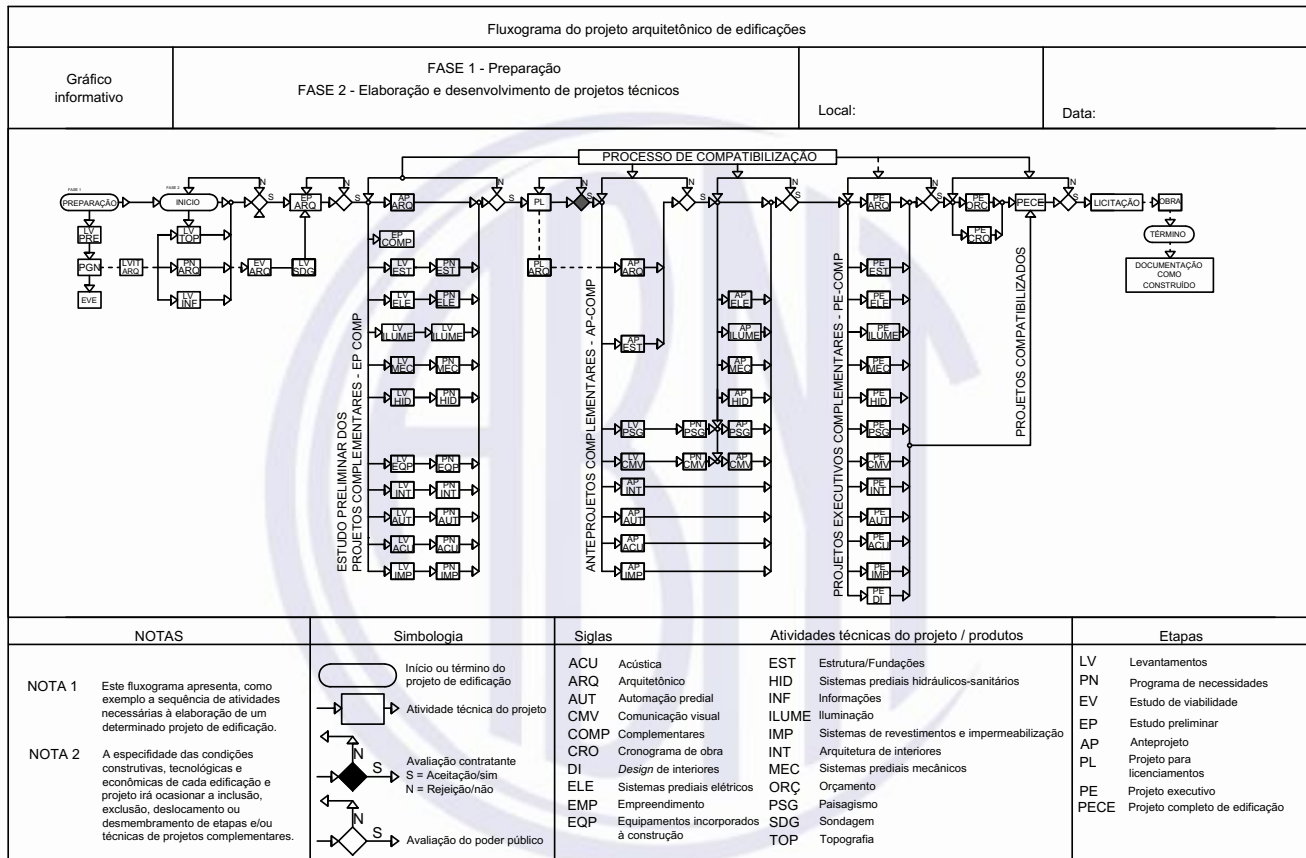 Fluxograma do projeto arquitetônico de edificações
Gráfico
informativo
FASE 1 - Preparação
FASE 2 - Elaboração e desenvolvimento de projetos técnicos
Local:
Data:
PROCESSO DE COMPATIBILIZAÇÃO
FASE 1
PREPARAÇÃO
LV
PRE
PGN
EVE
LVIT
ARQ
FASE 2
INICIO
LV
TOP
PN
ARQ
LV
INF
EV
ARQ
LV
SDG
N
S
EP
ARQ
N
S
ESTUDO PRELIMINAR DOS
PROJETOS COMPLEMENTARES - EP COMP
AP
ARQ
EP
COMP
LV
EST
PN
EST
LV
ELE
PN
ELE
LV
ILUME
LV
ILUME
LV
MEC
PN
MEC
LV
HID
PN
HID
LV
EQP
PN
EQP
LV
INT
PN
INT
LV
AUT
PN
AUT
LV
ACU
PN
ACU
LV
IMP
PN
IMP
N
S
PL
PL
ARQ
N
S
ANTEPROJETOS COMPLEMENTARES - AP-COMP
AP
ARQ
AP
EST
LV
PSG
PN
PSG
AP
PSG
LV
CMV
PN
CMV
AP
CMV
AP
INT
AP
AUT
AP
ACU
AP
IMP
N
S
AP
ELE
AP
ILUME
AP
MEC
AP
HID
N
S
PROJETOS EXECUTIVOS COMPLEMENTARES - PE-COMP
PE
ARQ
PE
EST
PE
ELE
PE
ILUME
PE
MEC
PE
HID
PE
PSG
PE
CMV
PE
INT
PE
AUT
PE
ACU
PE
IMP
PE
DI
N
S
PE
ORC
PE
CRO
PROJETOS COMPATIBILIZADOS
PECE
N
S
LICITAÇÃO
OBRA
TÉRMINO
DOCUMENTAÇÃO
COMO
CONSTRUÍDO
NOTAS
NOTA 1
Este fluxograma apresenta, como
exemplo a sequência de atividades
necessárias à elaboração de um
determinado projeto de edificação.
NOTA 2
A especifidade das condições
construtivas, tecnológicas e
econômicas de cada edificação e
projeto irá ocasionar a inclusão,
exclusão, deslocamento ou
desmembramento de etapas e/ou
técnicas de projetos complementares.
Simbologia
Início ou término do
projeto de edificação
Atividade técnica do projeto
N
S
Avaliação contratante
S = Aceitação/sim
N = Rejeição/não
N
S
Avaliação do poder público
Siglas
Atividades técnicas do projeto / produtos
ACU Acústica
ARQ Arquitetônico
AUT Automação predial
CMV Comunicação visual
COMP Complementares
CRO Cronograma de obra
DI Design de interiores
ELE Sistemas prediais elétricos
EMP Empreendimento
EQP Equipamentos incorporados
à construção
EST Estrutura/Fundações
HID Sistemas prediais hidráulicos-sanitários
INF Informações
ILUME Iluminação
IMP Sistemas de revestimentos e impermeabilização
INT Arquitetura de interiores
MEC Sistemas prediais mecânicos
ORÇ Orçamento
PSG Paisagismo
SDG Sondagem
TOP Topografia
Etapas
LV Levantamentos
PN Programa de necessidades
EV Estudo de viabilidade
EP Estudo preliminar
AP Anteprojeto
PL Projeto para
licenciamentos
PE Projeto executivo
PECE Projeto completo de edificação
ABNT